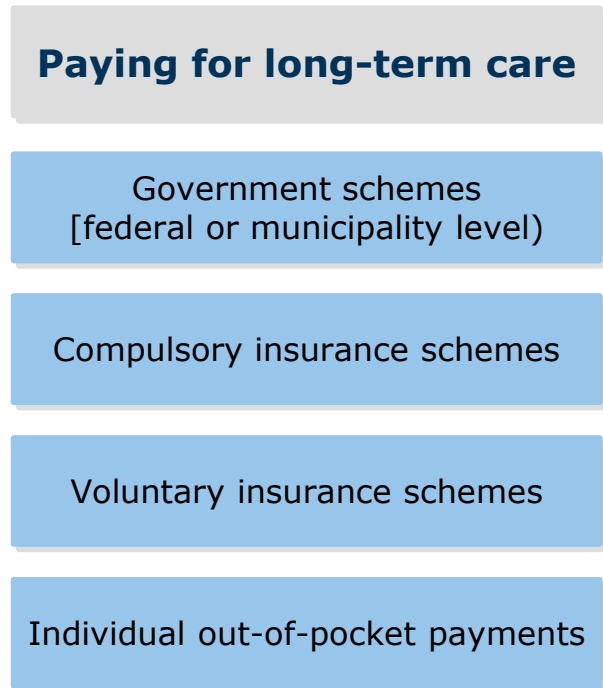 Paying for long-term care
Government schemes
[federal or municipality level)
Compulsory insurance schemes
Voluntary insurance schemes
Individual out-of-pocket payments